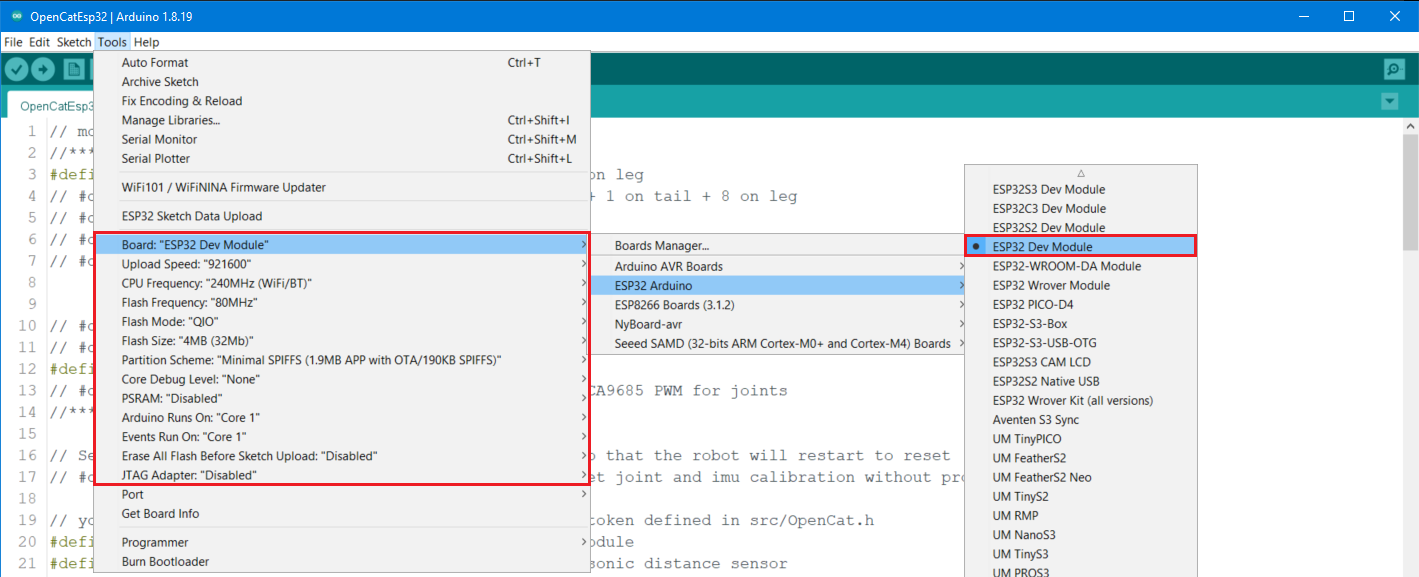 OpenCatEsp32 | Arduino 1.8.19
File Edit Sketch Tools Help
OpenCatEsp3
Auto Format Ctrl+T
Archive Sketch
Fix Encoding & Reload
Manage Libraries... Ctrl+Shift+I
Serial Monitor Ctrl+Shift+M
Serial Plotter Ctrl+Shift+L
WiFi101 / WiFiNINA Firmware Updater
ESP32 Sketch Data Upload
Board: "ESP32 Dev Module"
Upload Speed: "921600"
CPU Frequency: "240MHz (WiFi/BT)"
Flash Frequency: "80MHz"
Flash Mode: "QIO"
Flash Size: "4MB (32Mb)"
Partition Scheme: "Minimal SPIFFS (1.9MB APP with OTA/190KB SPIFFS)"
Core Debug Level: "None"
PSRAM: "Disabled"
Arduino Runs On: "Core 1"
Events Run On: "Core 1"
Erase All Flash Before Sketch Upload: "Disabled"
JTAG Adapter: "Disabled"
Port
Get Board Info
Programmer
Burn Bootloader
Boards Manager...
Arduino AVR Boards
ESP32 Arduino
ESP8266 Boards (3.1.2)
NyBoard-avr
Seeed SAMD (32-bits ARM Cortex-M0+ and Cortex-M4) Boards
ESP32S3 Dev Module
ESP32C3 Dev Module
ESP32S2 Dev Module
ESP32 Dev Module
ESP32-WROOM-DA Module
ESP32 Wrover Module
ESP32 PICO-D4
ESP32-S3-Box
ESP32-S3-USB-OTG
ESP32S3 CAM LCD
ESP32S2 Native USB
ESP32 Wrover Kit (all versions)
Aventen S3 Sync
UM TinyPICO
UM FeatherS2
UM FeatherS2 Neo
UM TinyS2
UM RMP
UM NanoS3
UM TinyS3
UM PROS3
1 // mo
2 //***
3 #defi on leg
4 // #d + 1 on tail + 8 on leg
5 // #d
6 // #d
7 // #d
8
9
10 // #d
11 // #d
12 #defi
13 // #d CA9685 PWM for joints
14 //***
15
16 // Se o that the robot will restart to reset
17 // #d et joint and imu calibration without pro
18
19 // yo token defined in src/OpenCat.h
20 #defi odule
21 #defi sonic distance sensor